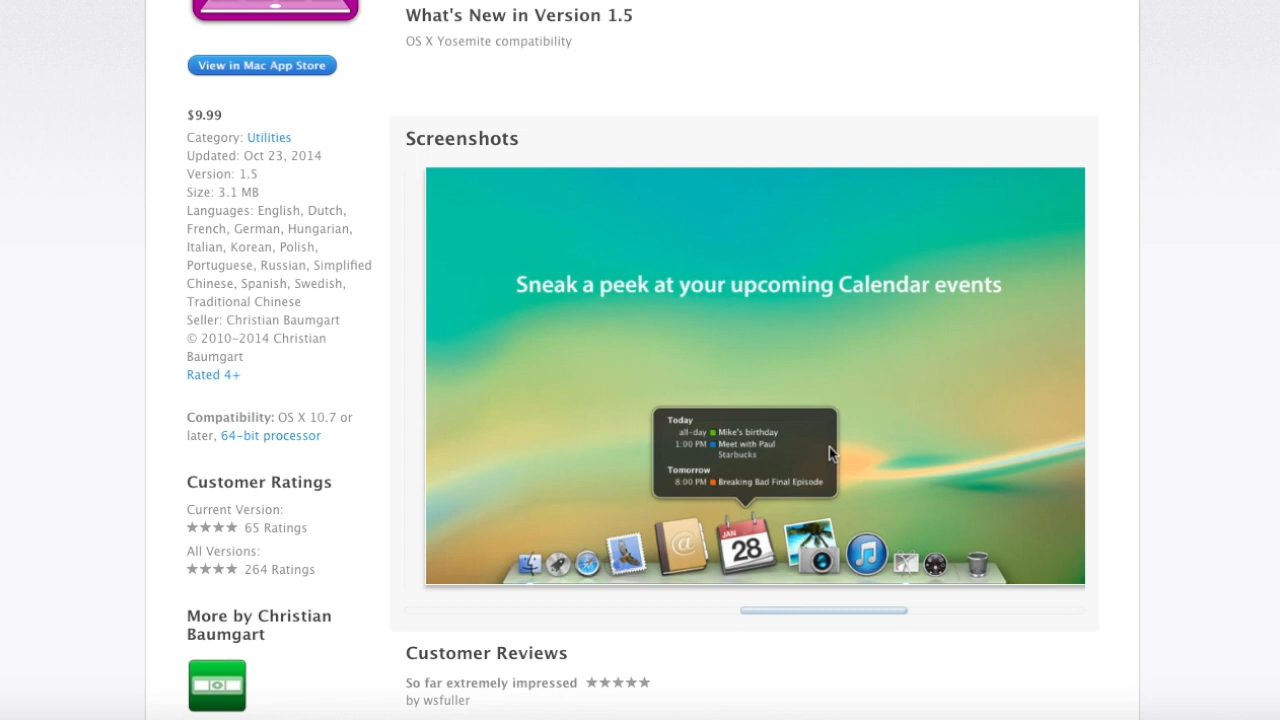 What's New in Version 1.5
OS X Yosemite compatibility
View in Mac App Store
$9.99
Category: Utilities
Updated: Oct 23, 2014
Version: 1.5
Size: 3.1 MB
Languages: English, Dutch,
French, German, Hungarian,
Italian, Korean, Polish,
Portuguese, Russian, Simplified
Chinese, Spanish, Swedish,
Traditional Chinese
Seller: Christian Baumgart
© 2010-2014 Christian
Baumgart
Rated 4+
Compatibility: OS X 10.7 or
later, 64-bit processor
Customer Ratings
Current Version:
★★★★ 65 Ratings
All Versions:
★★★★ 264 Ratings
More by Christian
Baumgart
Screenshots
Sneak a peek at your upcoming Calendar events
Today
all-day Mike's birthday
1:00 PM Meet with Paul
Starbucks
Tomorrow
8:00 PM Breaking Bad Final Episode
@
JAN
28
Customer Reviews
So far extremely impressed ★★★★★
by wsfuller